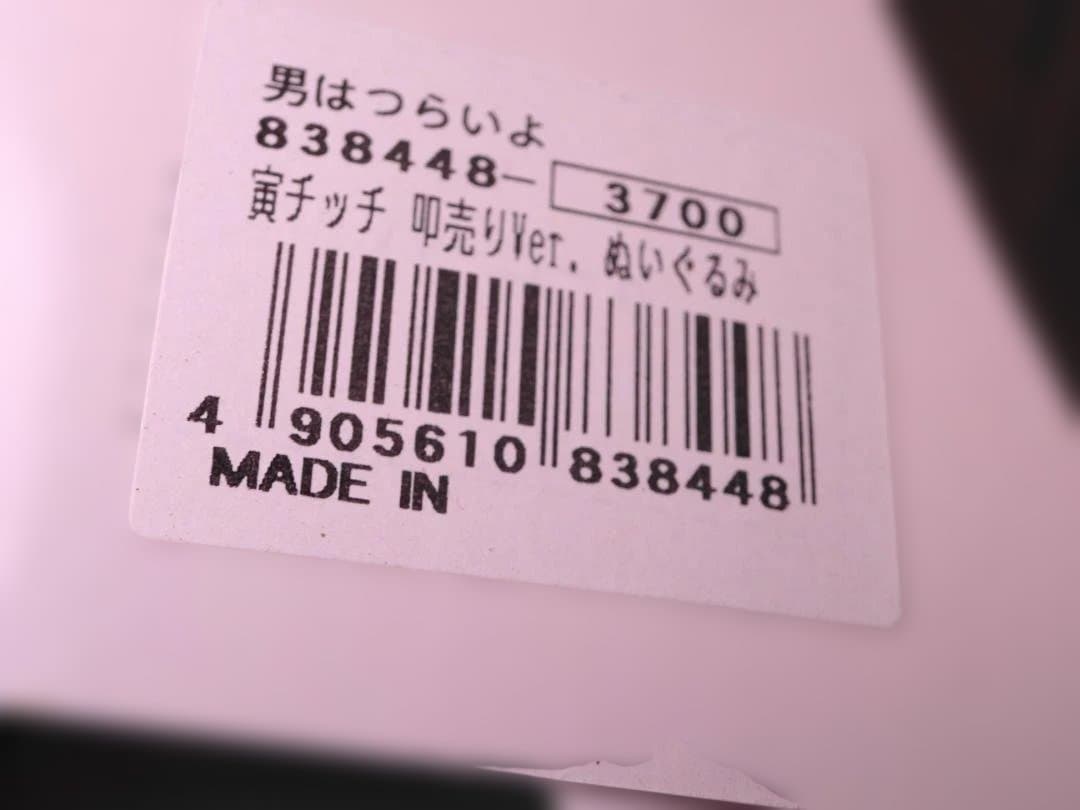 男はつらいよ
838448- 3700
寅チッチ 叩売りVer. ぬいぐるみ
4 905610 838448
MADE IN